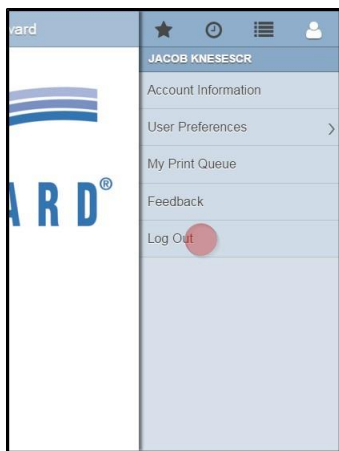 vard
JACOB KNESESCR
Account Information
User Preferences
My Print Queue
ARD®
Feedback
Log Out